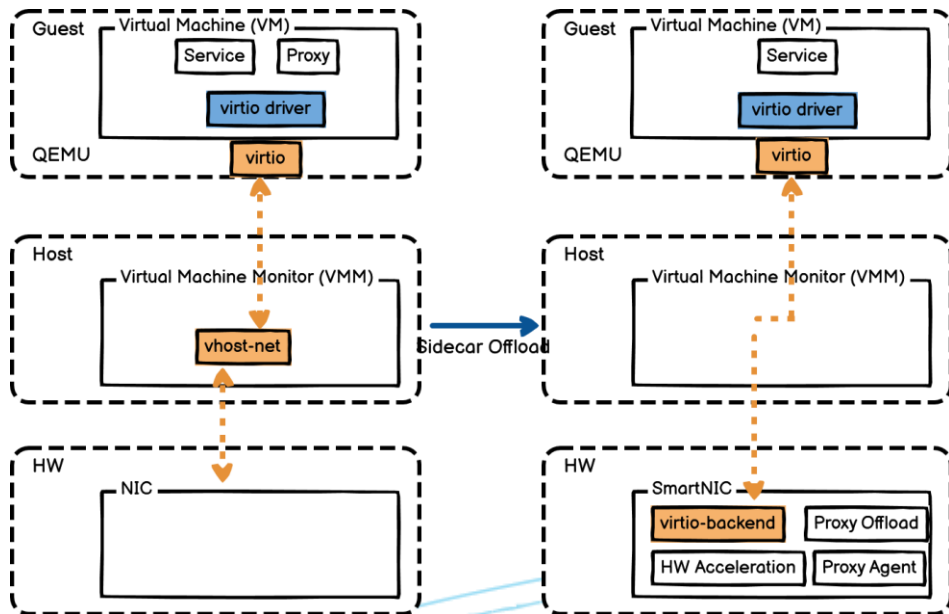 Guest
Virtual Machine (VM)
Service
Proxy
virtio driver
QEMU
virtio
Host
Virtual Machine Monitor (VMM)
vhost-net
HW
NIC
Sidecar Offload
Guest
Virtual Machine (VM)
Service
virtio driver
QEMU
virtio
Host
Virtual Machine Monitor (VMM)
HW
SmartNIC
virtio-backend
Proxy Offload
HW Acceleration
Proxy Agent